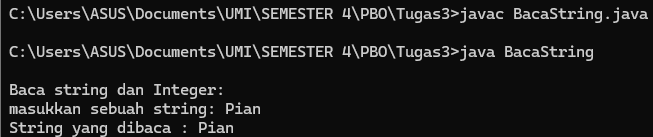 C:\Users\ASUS\Documents\UMI\SEMESTER 4\PBO\Tugas3>javac BacaString.java
C:\Users\ASUS\Documents\UMI\SEMESTER 4\PBO\Tugas3>java BacaString
Baca string dan Integer:
masukkan sebuah string: Pian
String yang dibaca : Pian